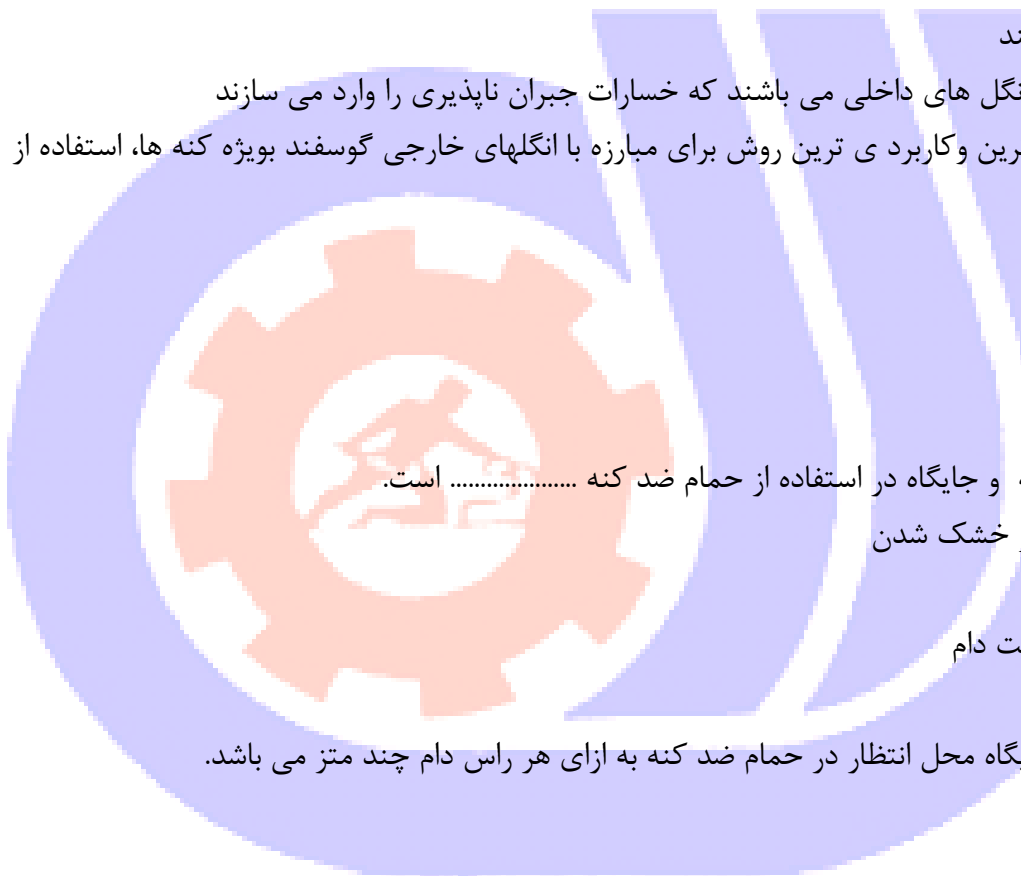 ند
نگل های داخلی می باشند که خسارات جبران ناپذیری را وارد می سازند
رین وکاربرد ی ترین روش برای مبارزه با انگلهای خارجی گوسفند بویژه کنه ها، استفاده از
و جایگاه در استفاده از حمام ضد کنه ..................... است.
خشک شدن
ت دام
گاه محل انتظار در حمام ضد کنه به ازای هر راس دام چند متز می باشد.